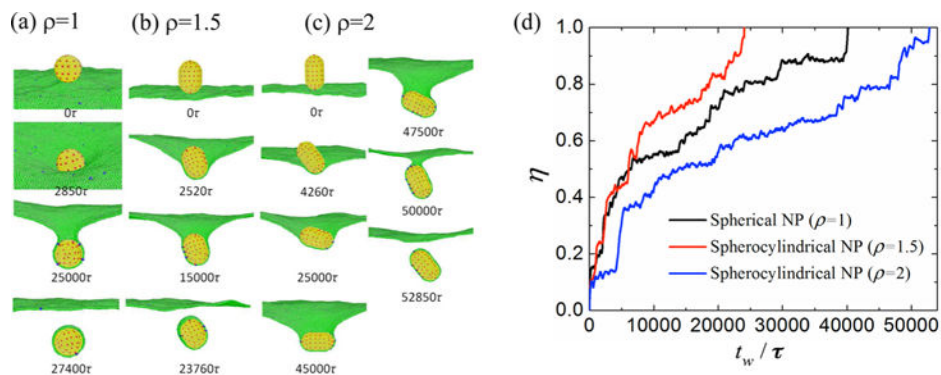 (a) ρ=1
(b) ρ=1.5
(c) ρ=2
(d)
0τ
2850τ
25000τ
27400τ
0τ
2520τ
15000τ
23760τ
0τ
4260τ
25000τ
45000τ
47500τ
50000τ
52850τ
η
1.0
0.8
0.6
0.4
0.2
0.0
Spherical NP (ρ=1)
Spherocylindrical NP (ρ=1.5)
Spherocylindrical NP (ρ=2)
0 10000 20000 30000 40000 50000
t_w / τ